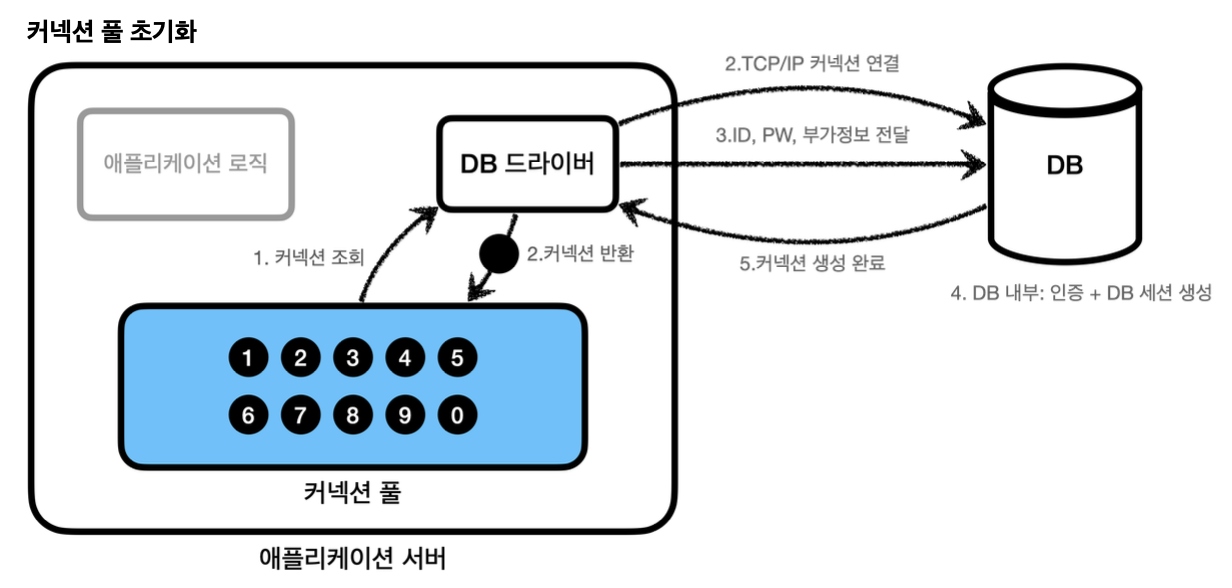 커넥션 풀 초기화
2.TCP/IP 커넥션 연결
애플리케이션 로직
DB 드라이버
3.ID, PW, 부가정보 전달
DB
1. 커넥션 조회
2.커넥션 반환
5.커넥션 생성 완료
4. DB 내부: 인증 + DB 세션 생성
1 2 3 4 5
6 7 8 9 0
커넥션 풀
애플리케이션 서버